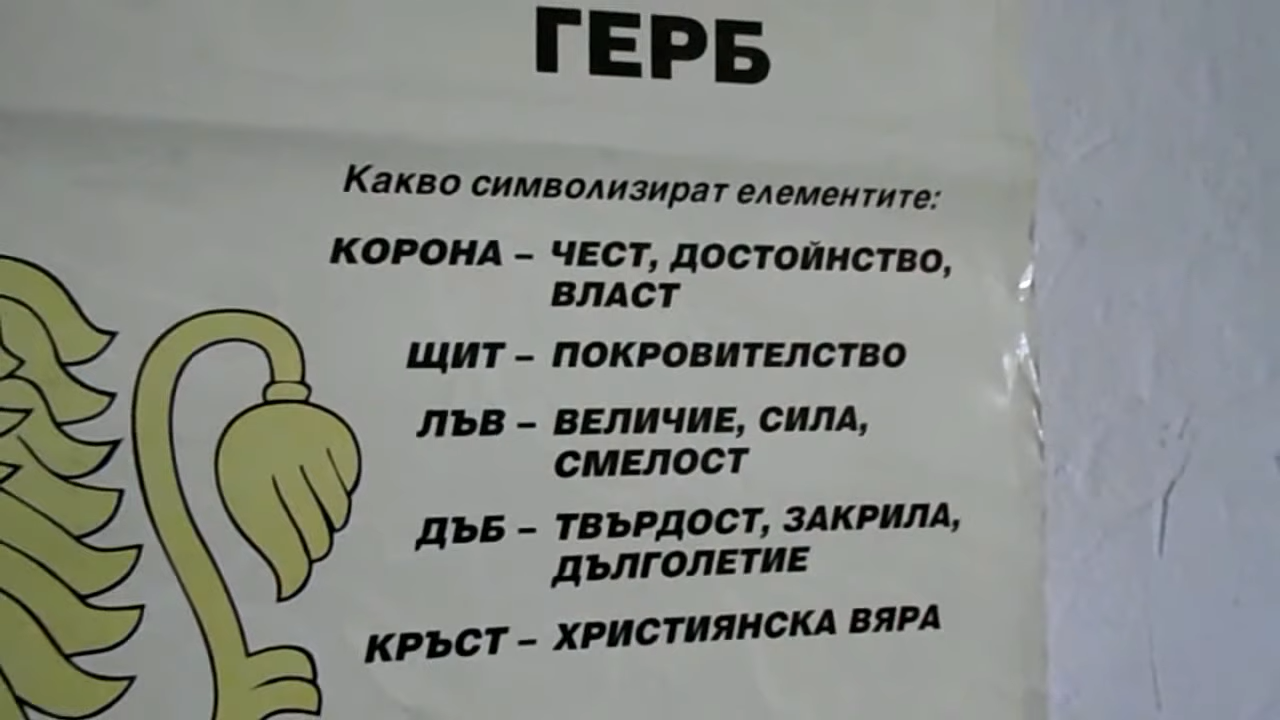 ГЕРБ
Какво символизират елементите:
КОРОНА – ЧЕСТ, ДОСТОЙНСТВО,
ВЛАСТ
ЩИТ – ПОКРОВИТЕЛСТВО
ЛЪВ – ВЕЛИЧИЕ, СИЛА,
СМЕЛОСТ
ДЪБ – ТВЪРДОСТ, ЗАКРИЛА,
ДЪЛГОЛЕТИЕ
КРЪСТ – ХРИСТИЯНСКА ВЯРА